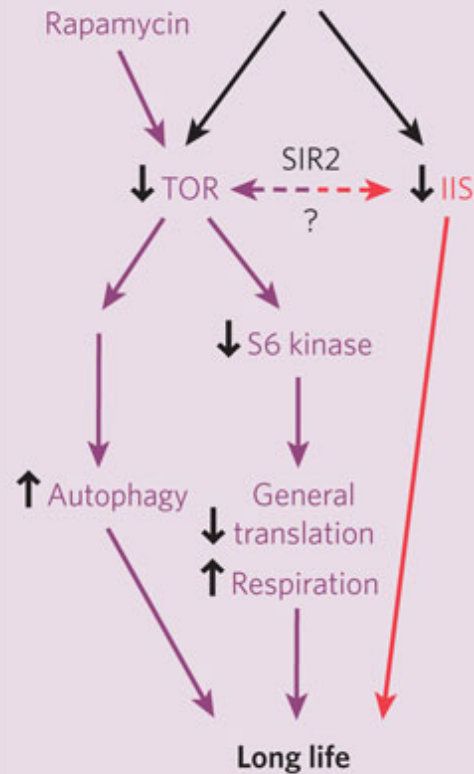 Rapamycin
SIR2
↓ TOR
↓ IIS
?
↓ S6 kinase
↑ Autophagy
General
↓ translation
↑ Respiration
Long life